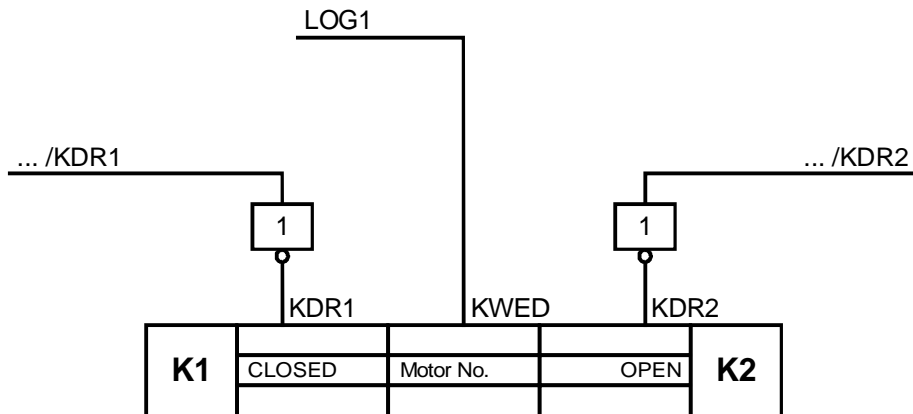 LOG1
... /KDR1
... /KDR2
1
1
KDR1
KWED
KDR2
K1
CLOSED
Motor No.
OPEN
K2